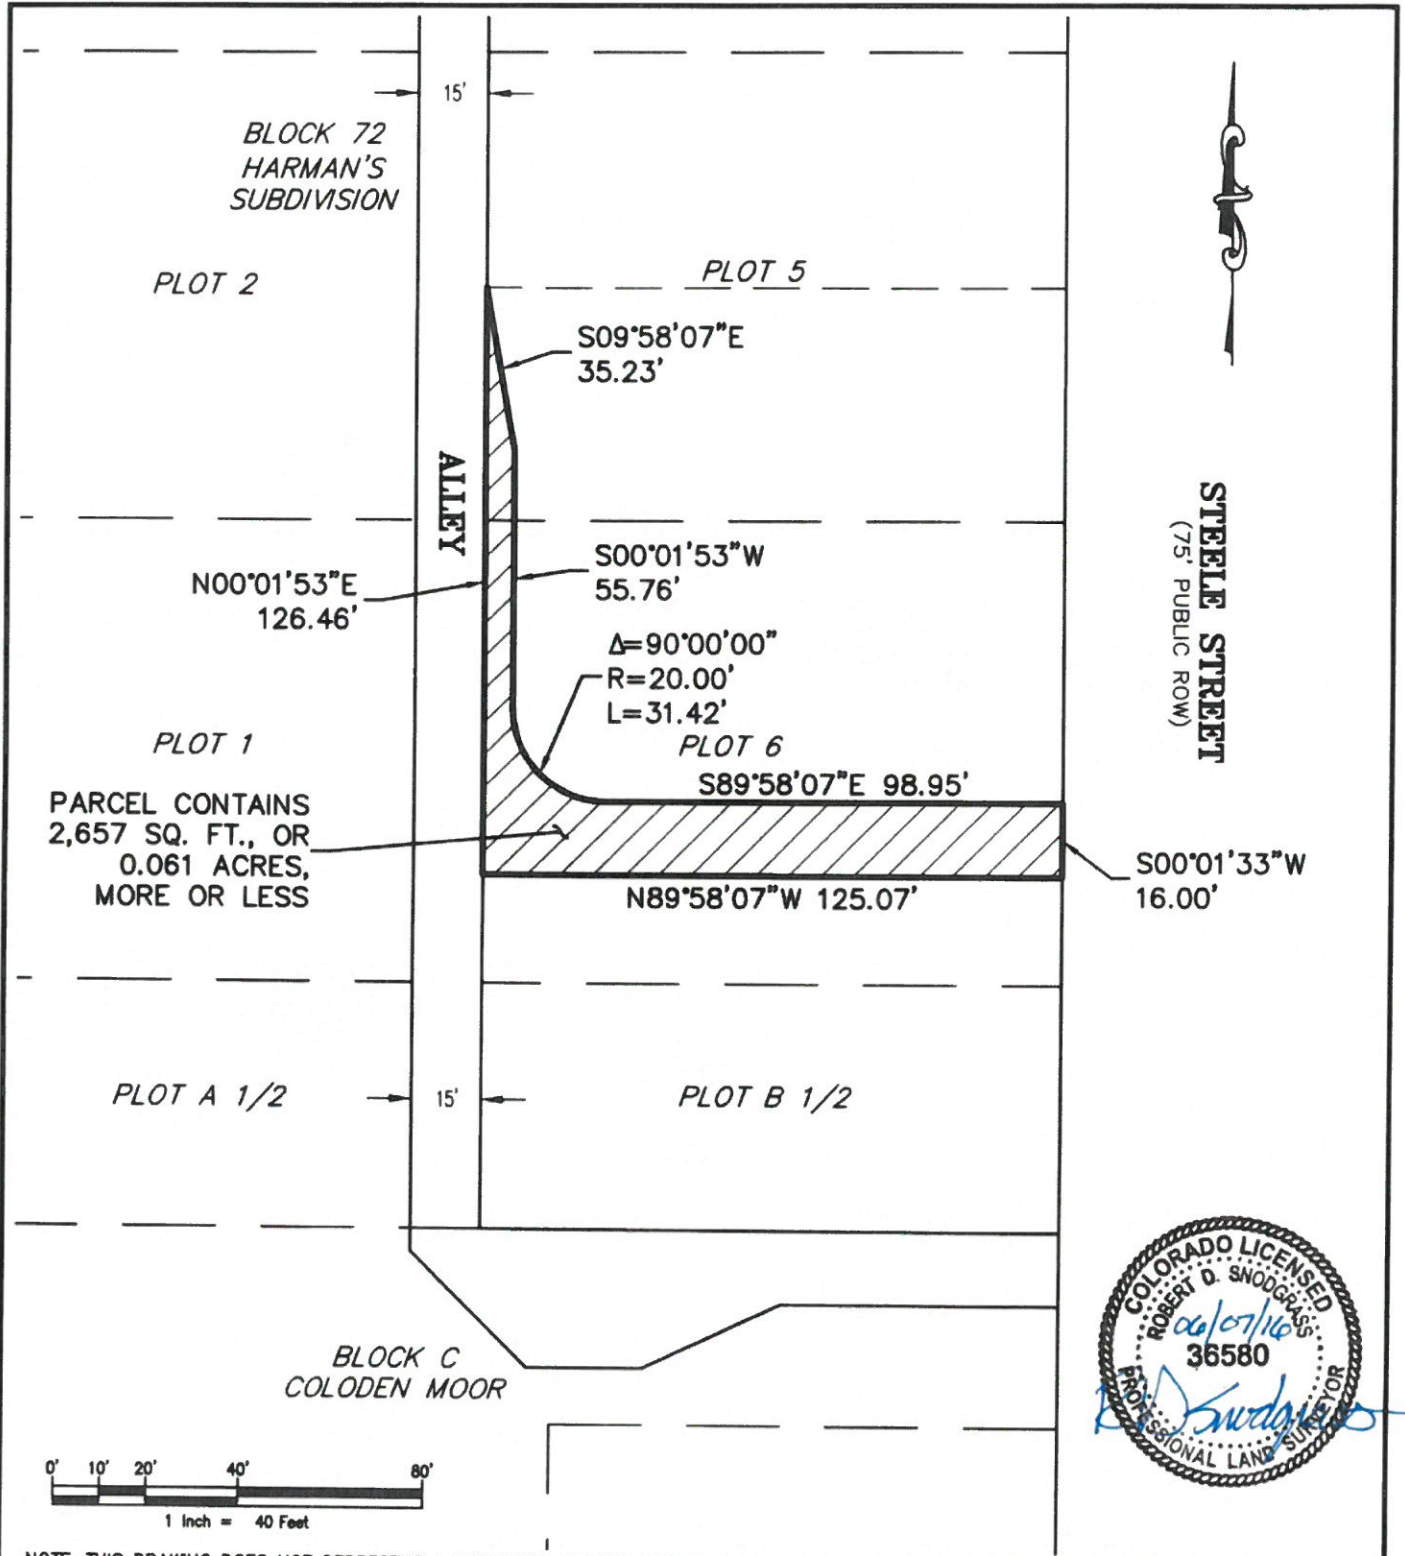 15'
BLOCK 72
HARMAN'S
SUBDIVISION
PLOT 2
PLOT 5
S09°58'07"E
35.23'
ALLEY
STEELE STREET
(75' PUBLIC ROW)
N00°01'53"E
126.46'
S00°01'53"W
55.76'
Δ=90°00'00"
R=20.00'
L=31.42'
PLOT 1
PLOT 6
S89°58'07"E 98.95'
PARCEL CONTAINS
2,657 SQ. FT., OR
0.061 ACRES,
MORE OR LESS
S00°01'33"W
16.00'
N89°58'07"W 125.07'
PLOT A 1/2
15'
PLOT B 1/2
COLORADO LICENSED
ROBERT D. SNODGRASS
06/07/16
36580
PROFESSIONAL LAND SURVEYOR
BLOCK C
COLODEN MOOR
0' 10' 20' 40' 80'
1 Inch = 40 Feet